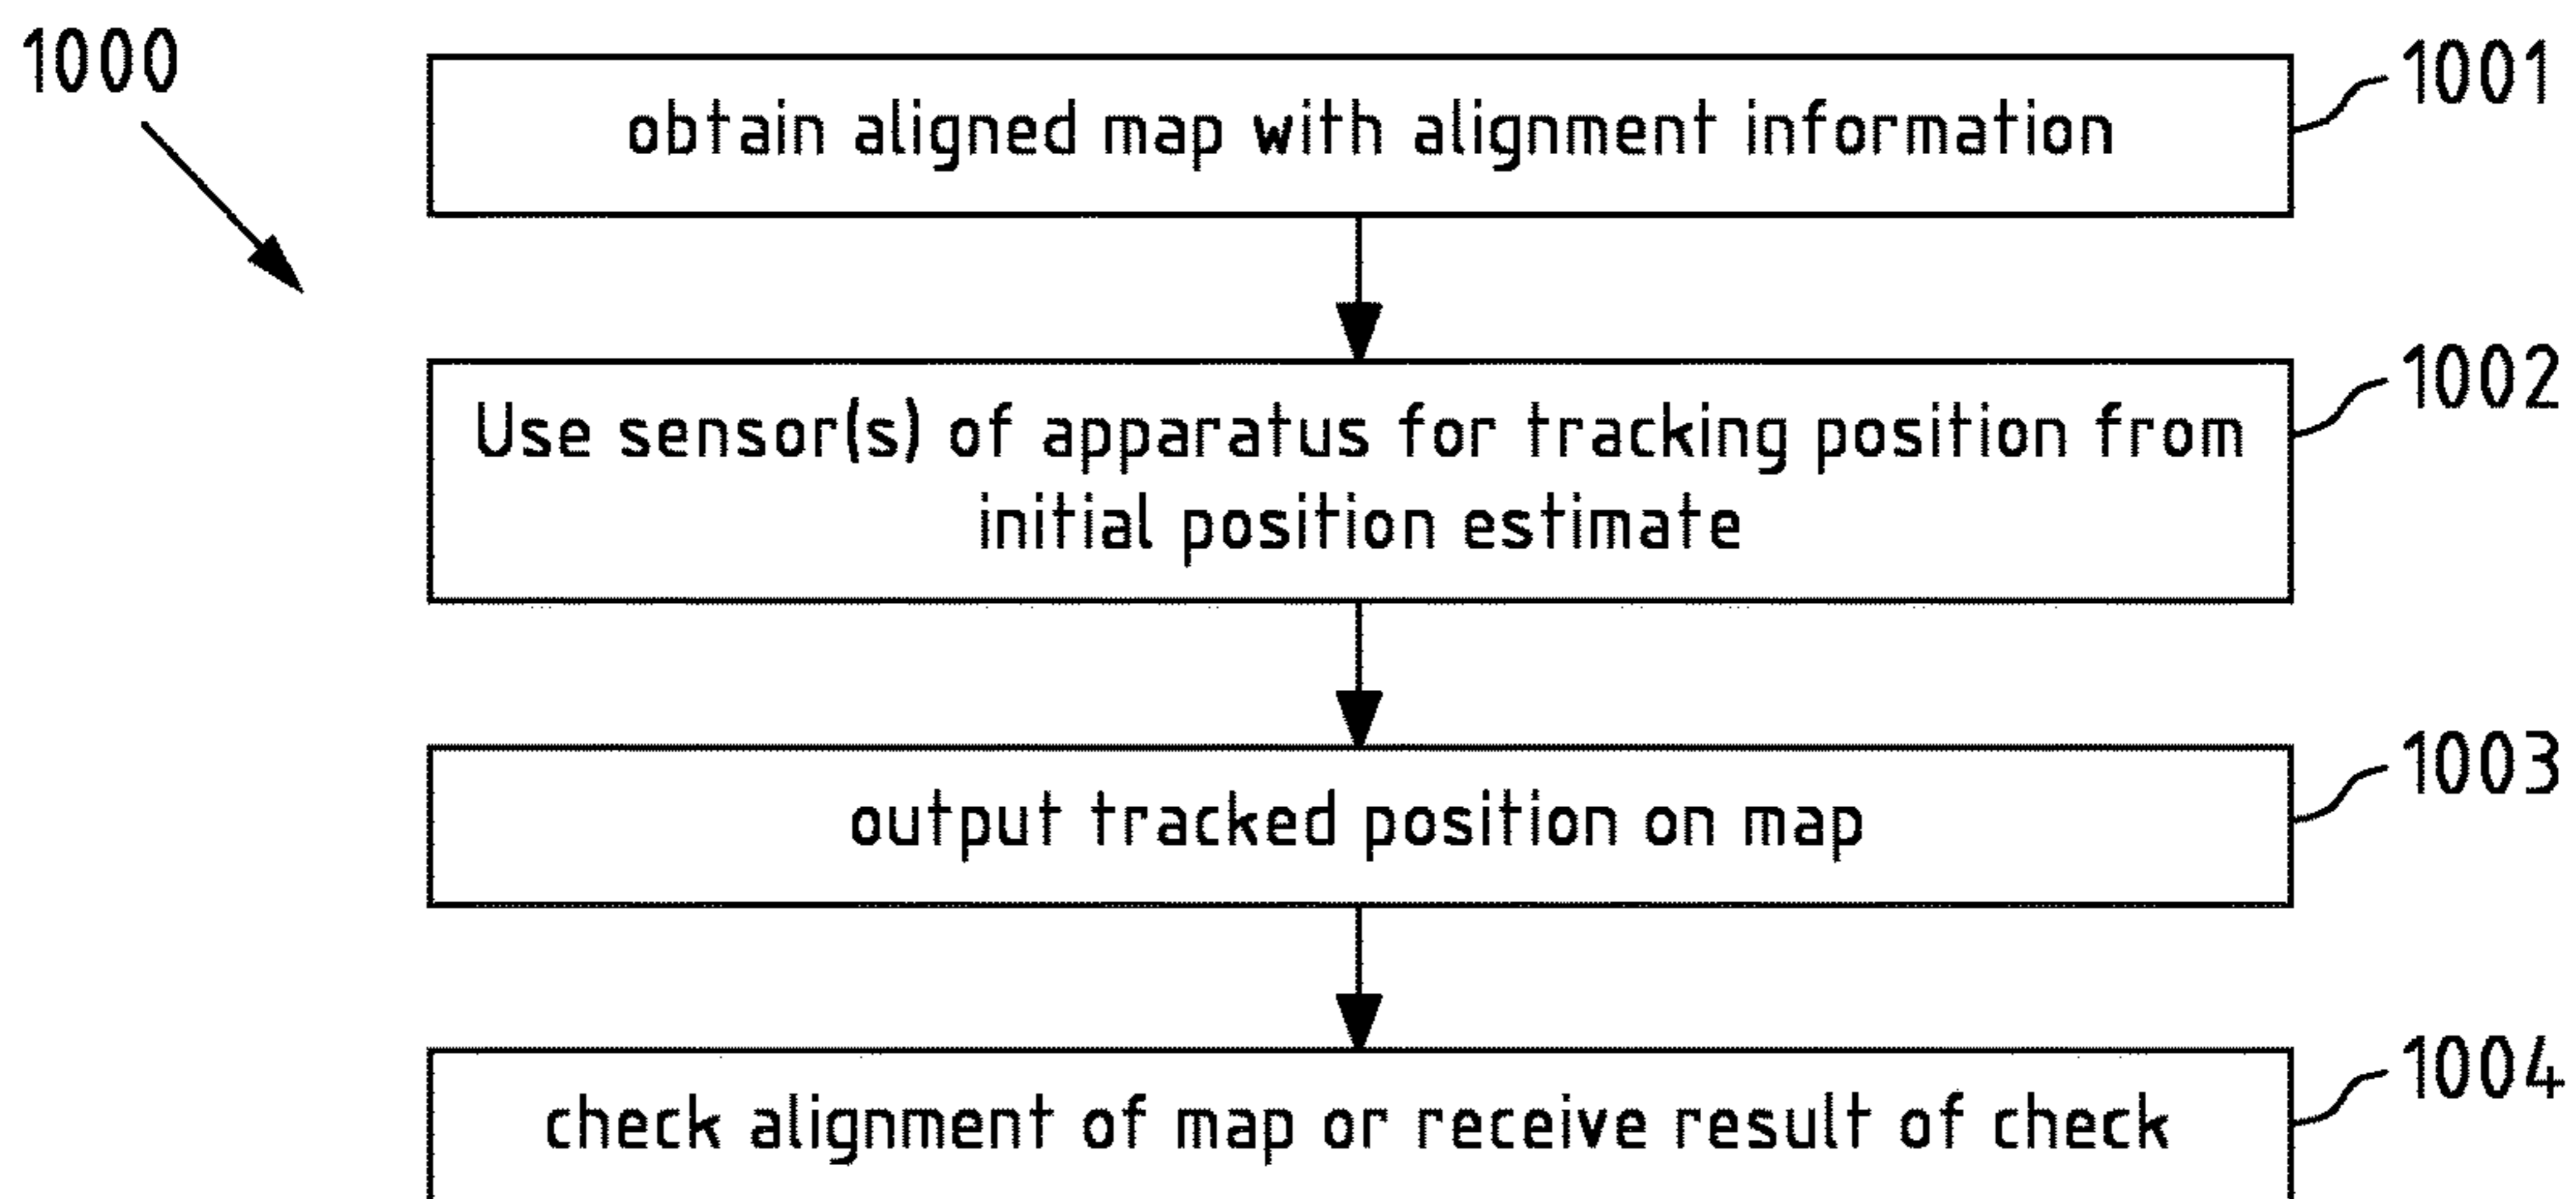 1000
obtain aligned map with alignment information
1001
Use sensor(s) of apparatus for tracking position from
initial position estimate
1002
output tracked position on map
1003
check alignment of map or receive result of check
1004